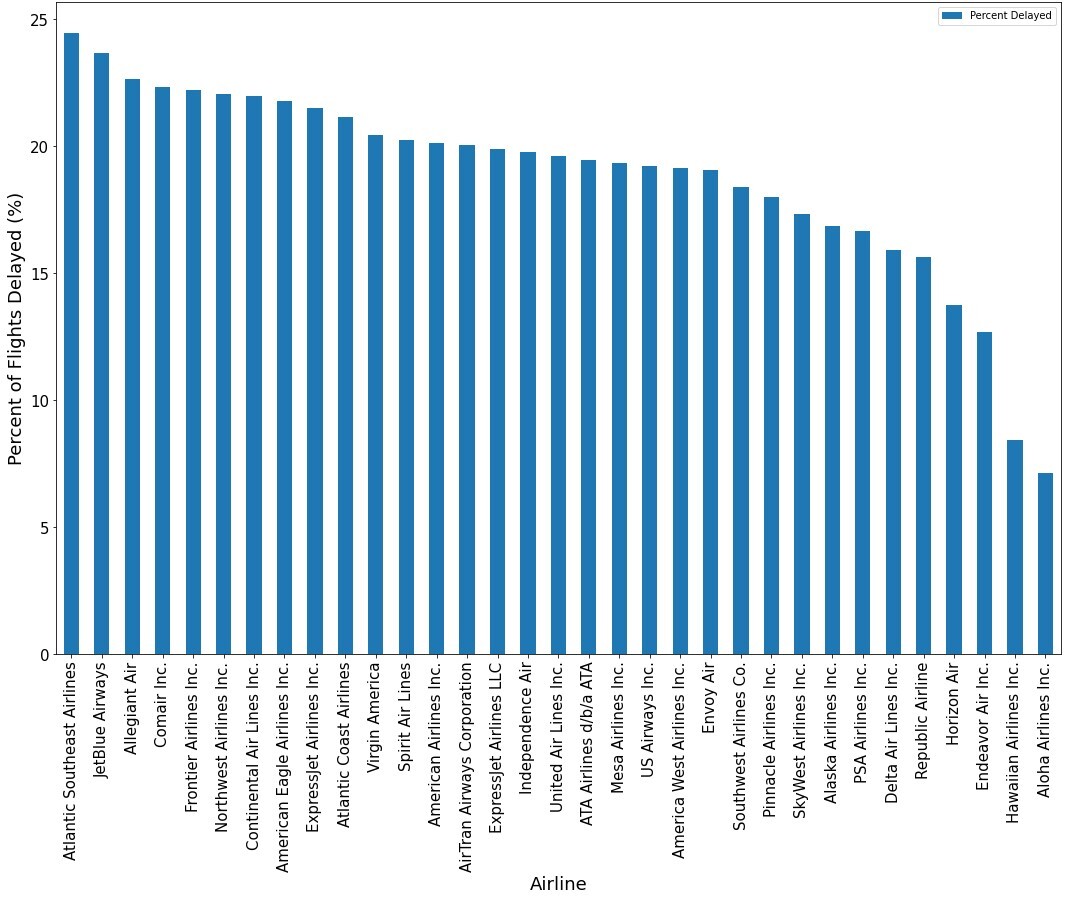 Percent Delayed
Percent of Flights Delayed (%)
25
20
15
10
5
0
Atlantic Southeast Airlines
JetBlue Airways
Allegiant Air
Comair Inc.
Frontier Airlines Inc.
Northwest Airlines Inc.
Continental Air Lines Inc.
American Eagle Airlines Inc.
ExpressJet Airlines Inc.
Atlantic Coast Airlines
Virgin America
Spirit Air Lines
American Airlines Inc.
AirTran Airways Corporation
ExpressJet Airlines LLC
Independence Air
United Air Lines Inc.
ATA Airlines d/b/a ATA
Mesa Airlines Inc.
US Airways Inc.
America West Airlines Inc.
Envoy Air
Southwest Airlines Co.
Pinnacle Airlines Inc.
SkyWest Airlines Inc.
Alaska Airlines Inc.
PSA Airlines Inc.
Delta Air Lines Inc.
Republic Airline
Horizon Air
Endeavor Air Inc.
Hawaiian Airlines Inc.
Aloha Airlines Inc.
Airline